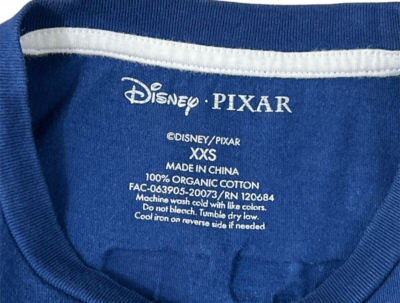 Disney · PIXAR
©DISNEY/PIXAR
XXS
MADE IN CHINA
100% ORGANIC COTTON
FAC-063905-20073/RN 120684
Machine wash cold with like colors.
Do not bleach. Tumble dry low.
Cool iron on reverse side if needed